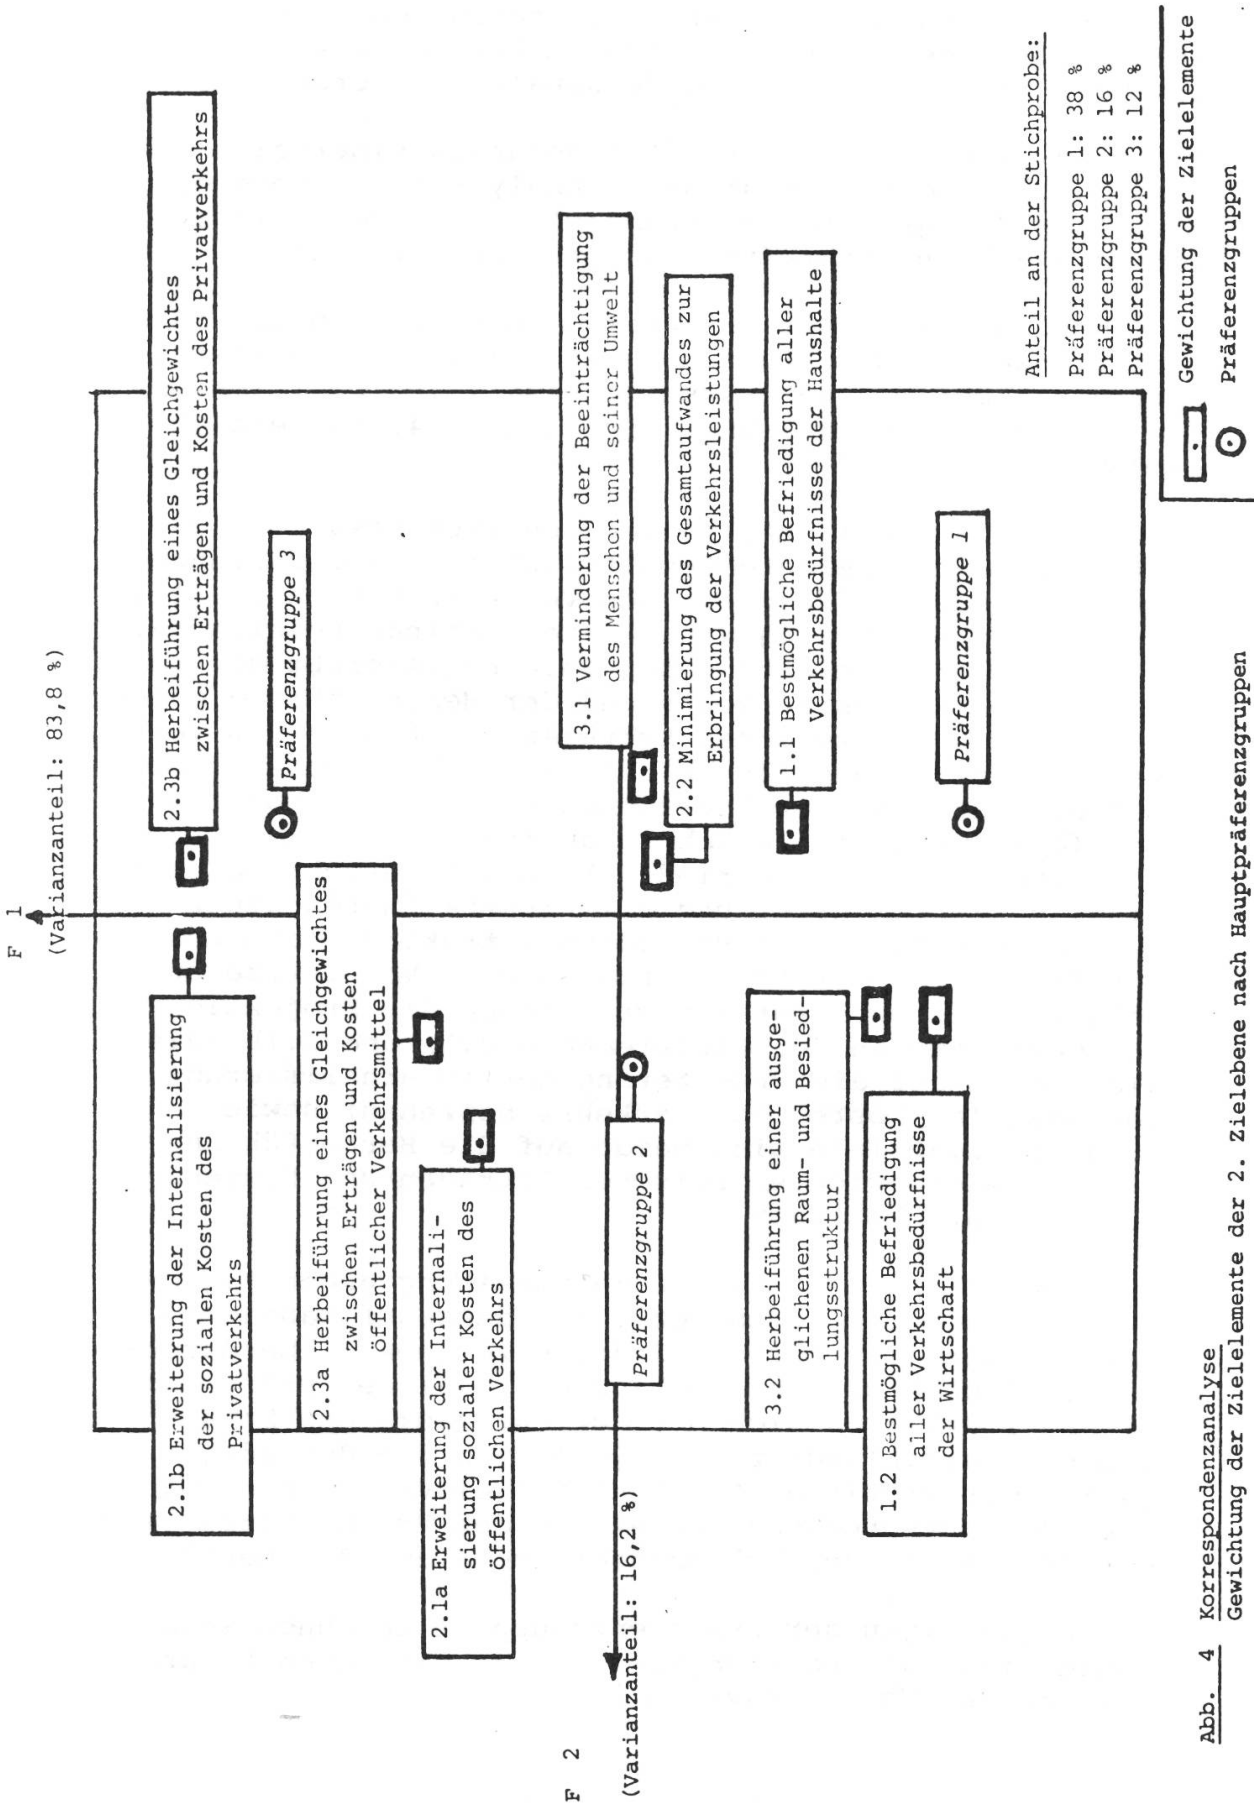 F 1
(Varianzanteil: 83,8 %)
2.3b Herbeiführung eines Gleichgewichtes
zwischen Erträgen und Kosten des Privatverkehrs
Präferenzgruppe 3
2.1b Erweiterung der Internalisierung
der sozialen Kosten des
Privatverkehrs
2.3a Herbeiführung eines Gleichgewichtes
zwischen Erträgen und Kosten
öffentlicher Verkehrsmittel
2.1a Erweiterung der Internali-
sierung sozialer Kosten des
öffentlichen Verkehrs
3.1 Verminderung der Beeinträchtigung
des Menschen und seiner Umwelt
2.2 Minimierung des Gesamtaufwandes zur
Erbringung der Verkehrsleistungen
1.1 Bestmögliche Befriedigung aller
Verkehrsbedürfnisse der Haushalte
F 2
(Varianzanteil: 16,2 %)
Präferenzgruppe 2
3.2 Herbeiführung einer ausge-
glichenen Raum- und Besied-
lungsstruktur
1.2 Bestmögliche Befriedigung
aller Verkehrsbedürfnisse
der Wirtschaft
Präferenzgruppe 1
Anteil an der Stichprobe:
Präferenzgruppe 1: 38 %
Präferenzgruppe 2: 16 %
Präferenzgruppe 3: 12 %
Gewichtung der Zielelemente
Präferenzgruppen
Abb. 4 Korrespondenzanalyse
Gewichtung der Zielelemente der 2. Zielebene nach Hauptpräferenzgruppen